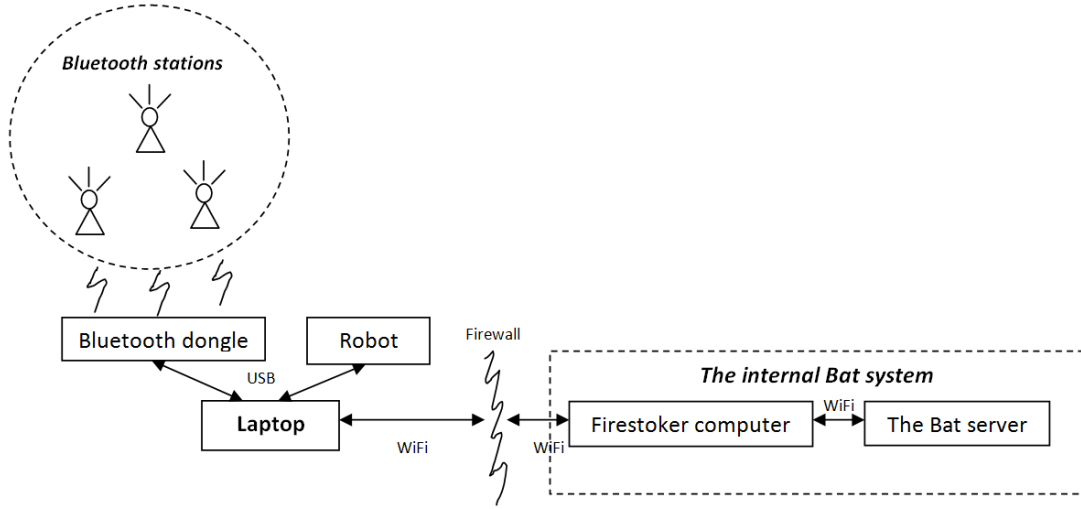 Bluetooth stations
Bluetooth dongle
Robot
Firewall
USB
Laptop
WiFi
WiFi
The internal Bat system
Firestoker computer
WiFi
The Bat server